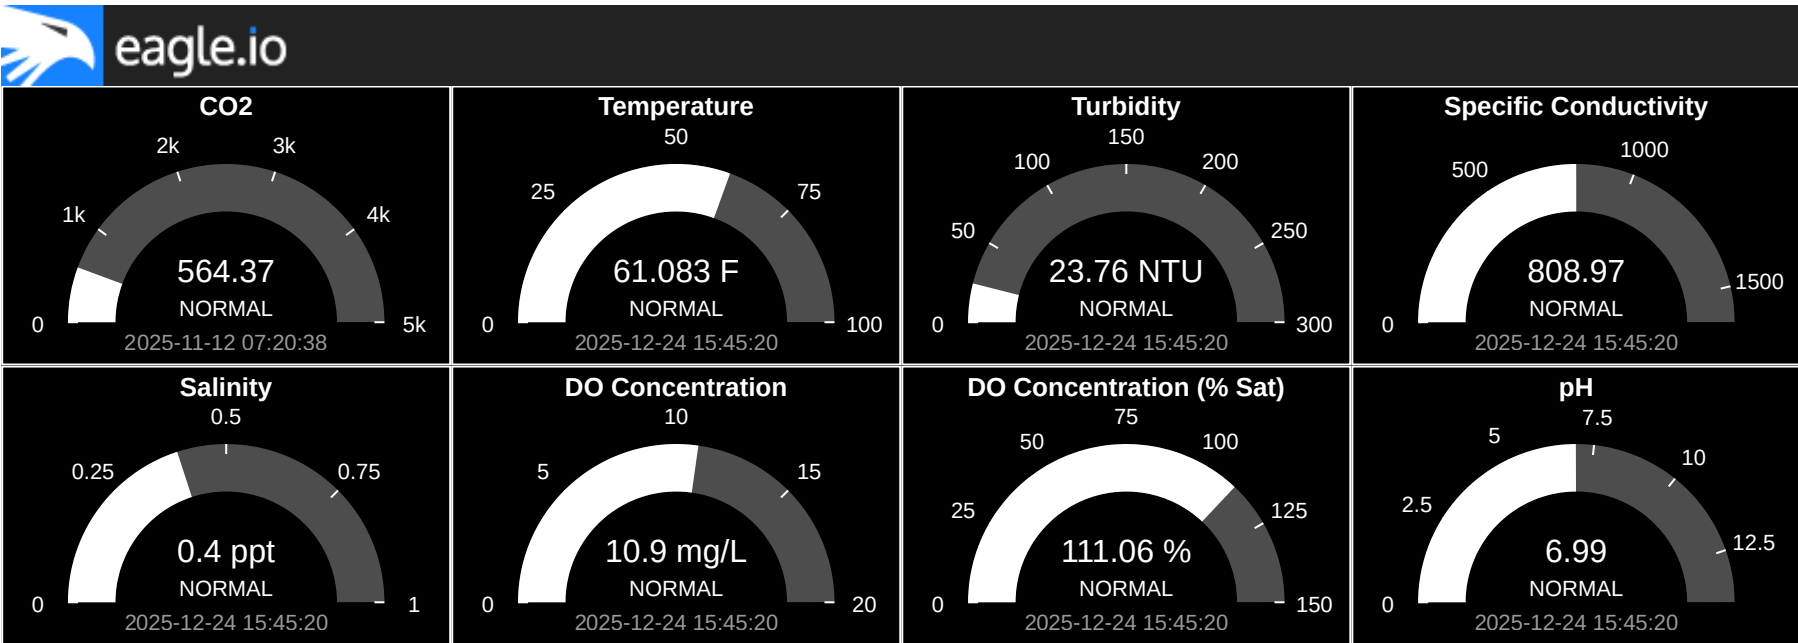 eagle.io
CO2
0
1k
2k
3k
4k
5k
564.37
NORMAL
2025-11-12 07:20:38
Temperature
0
25
50
75
100
61.083 F
NORMAL
2025-12-24 15:45:20
Turbidity
0
50
100
150
200
250
300
23.76 NTU
NORMAL
2025-12-24 15:45:20
Specific Conductivity
0
500
1000
1500
808.97
NORMAL
2025-12-24 15:45:20
Salinity
0
0.25
0.5
0.75
1
0.4 ppt
NORMAL
2025-12-24 15:45:20
DO Concentration
0
5
10
15
20
10.9 mg/L
NORMAL
2025-12-24 15:45:20
DO Concentration (% Sat)
0
25
50
75
100
125
150
111.06 %
NORMAL
2025-12-24 15:45:20
pH
0
2.5
5
7.5
10
12.5
6.99
NORMAL
2025-12-24 15:45:20